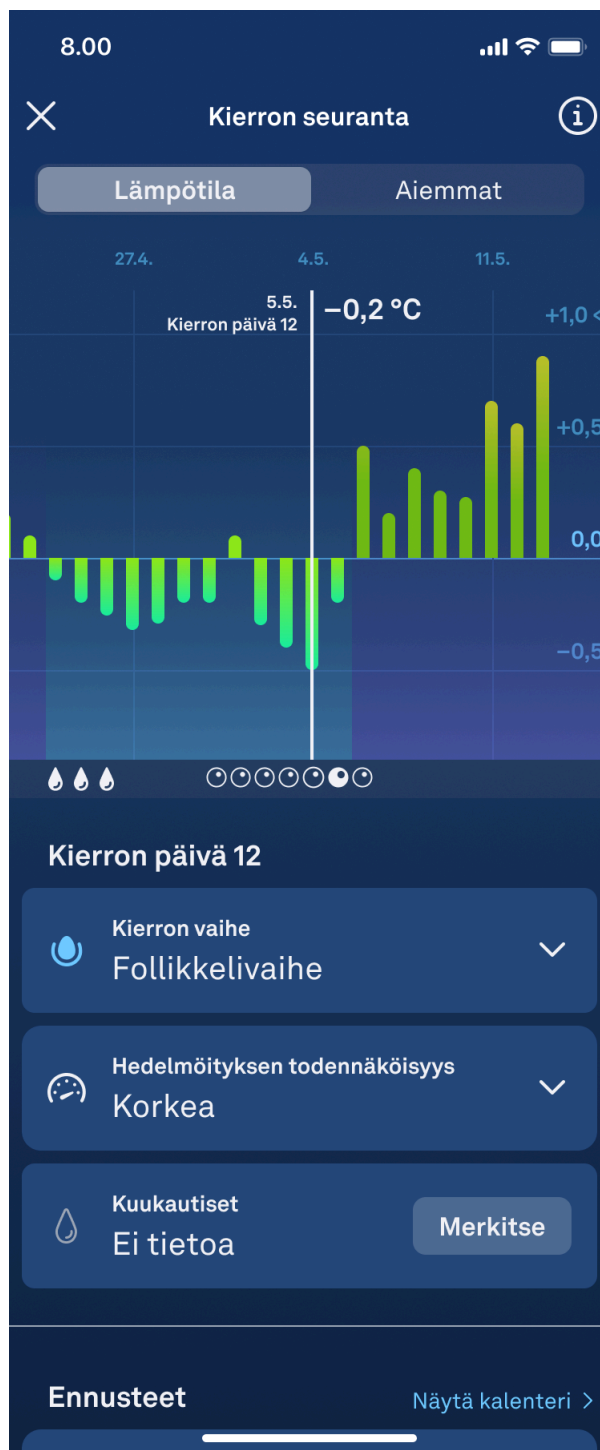 8.00
Kierron seuranta
Lämpötila
Aiemmat
27.4.
4.5.
11.5.
5.5.
Kierron päivä 12
−0,2 °C
+1,0
+0,5
0,0
−0,5
Kierron päivä 12
Kierron vaihe
Follikkelivaihe
Hedelmöityksen todennäköisyys
Korkea
Kuukautiset
Ei tietoa
Merkitse
Ennusteet
Näytä kalenteri >